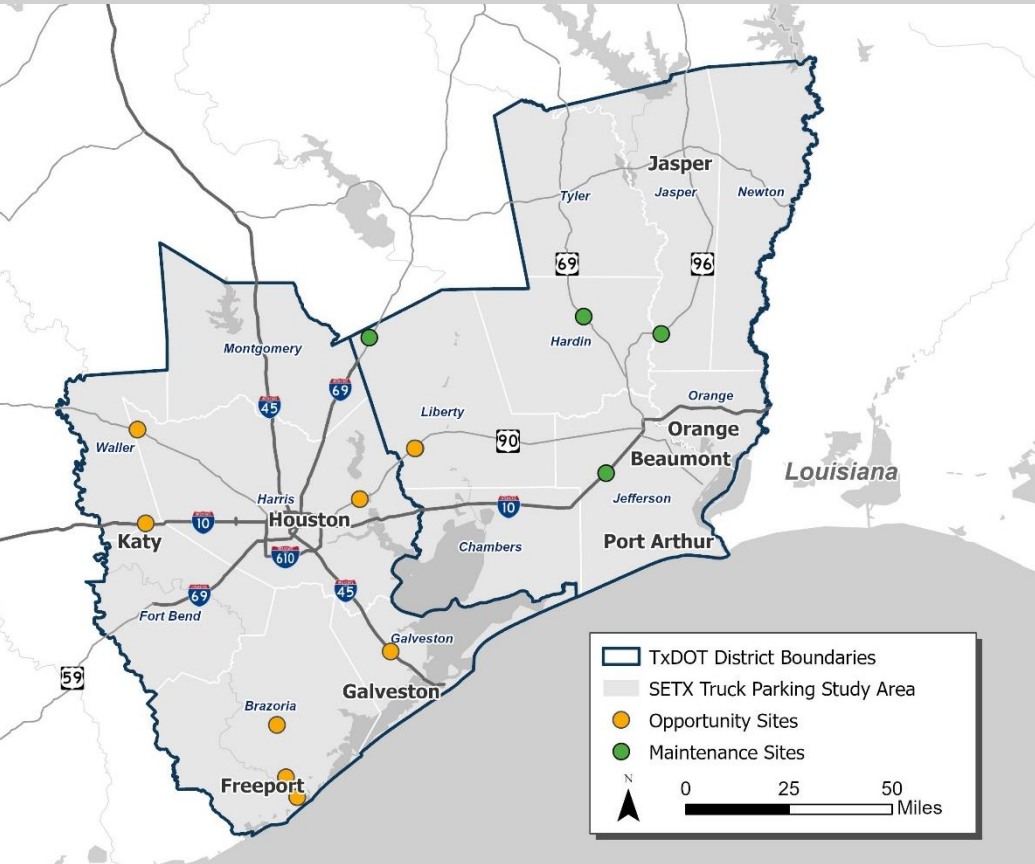 Jasper
Tyler
Jasper
Newton
69
96
Hardin
Montgomery
69
45
Liberty
Orange
90
Orange
Waller
Beaumont
Louisiana
Harris
Jefferson
10
Houston
10
Katy
610
Chambers
Port Arthur
69
45
Fort Bend
Galveston
59
Galveston
Brazoria
Freeport
TxDOT District Boundaries
SETX Truck Parking Study Area
Opportunity Sites
Maintenance Sites
N
0 25 50
Miles